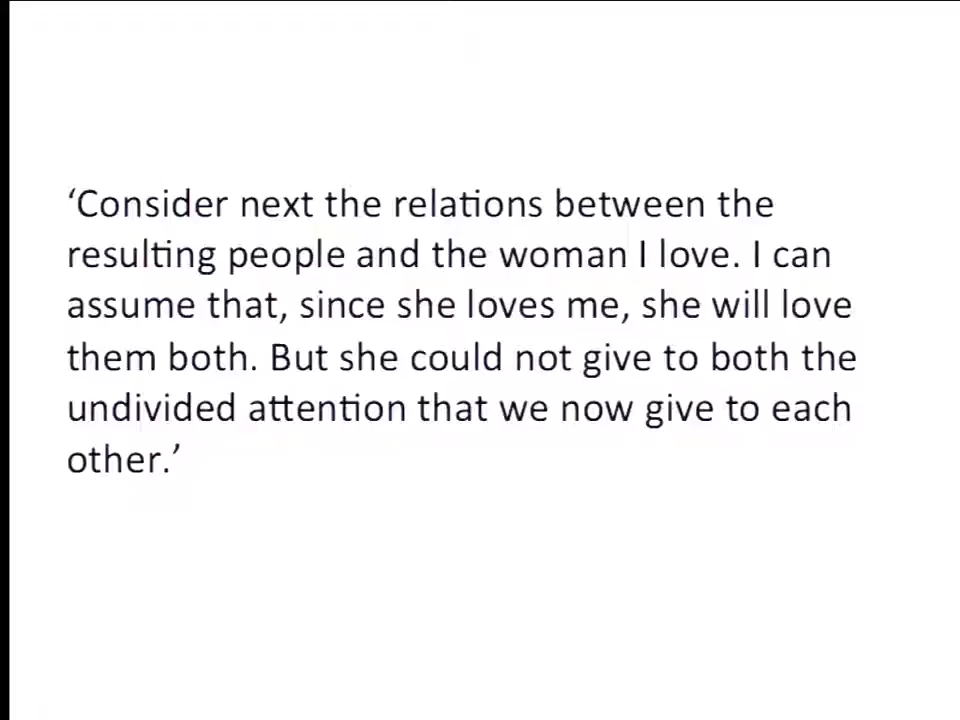 ‘Consider next the relations between the
resulting people and the woman I love. I can
assume that, since she loves me, she will love
them both. But she could not give to both the
undivided attention that we now give to each
other.’